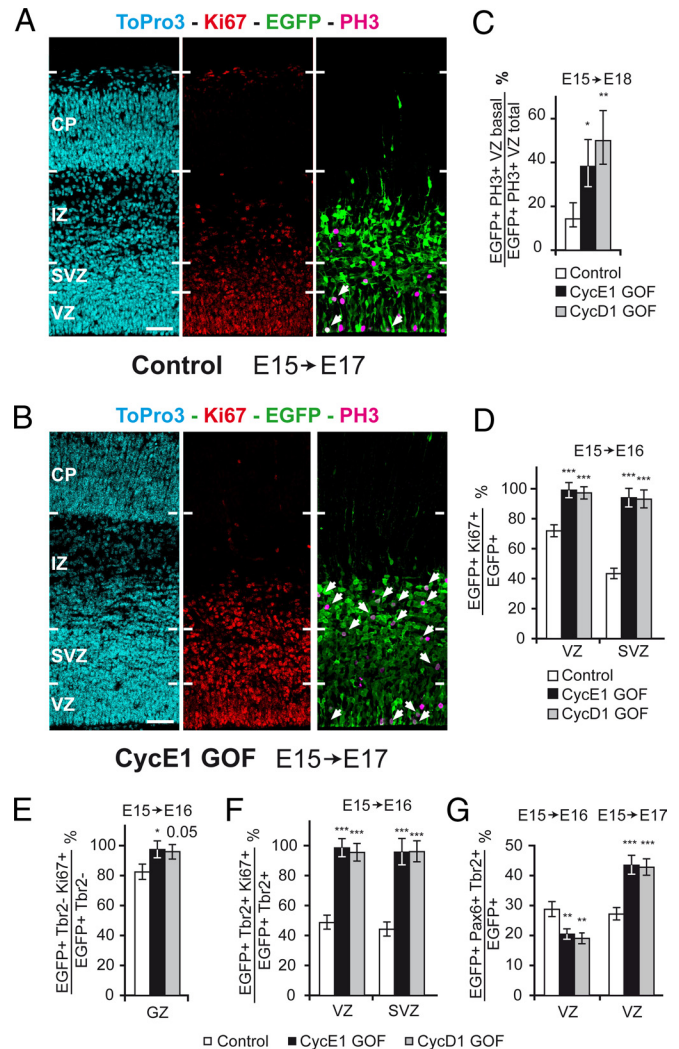 A
ToPro3 - Ki67 - EGFP - PH3
CP
IZ
SVZ
VZ
Control E15→E17
B
ToPro3 - Ki67 - EGFP - PH3
CP
IZ
SVZ
VZ
CycE1 GOF E15→E17
C
%
E15→E18
EGFP+ PH3+ VZ basal
EGFP+ PH3+ VZ total
60
40
20
0
*
**
Control
CycE1 GOF
CycD1 GOF
D
E15→E16
%
EGFP+ Ki67+
EGFP+
100
80
60
40
20
0
*** ***
*** ***
VZ
SVZ
Control
CycE1 GOF
CycD1 GOF
E
E15→E16
%
EGFP+ Tbr2- Ki67+
EGFP+ Tbr2-
100
80
60
40
20
0
* 0.05
GZ
F
E15→E16
%
EGFP+ Tbr2+ Ki67+
EGFP+ Tbr2+
100
80
60
40
20
0
*** ***
*** ***
VZ
SVZ
G
E15→E16 E15→E17
%
EGFP+ Pax6+ Tbr2+
EGFP+
50
40
30
20
10
0
** **
*** ***
VZ
VZ
Control CycE1 GOF CycD1 GOF